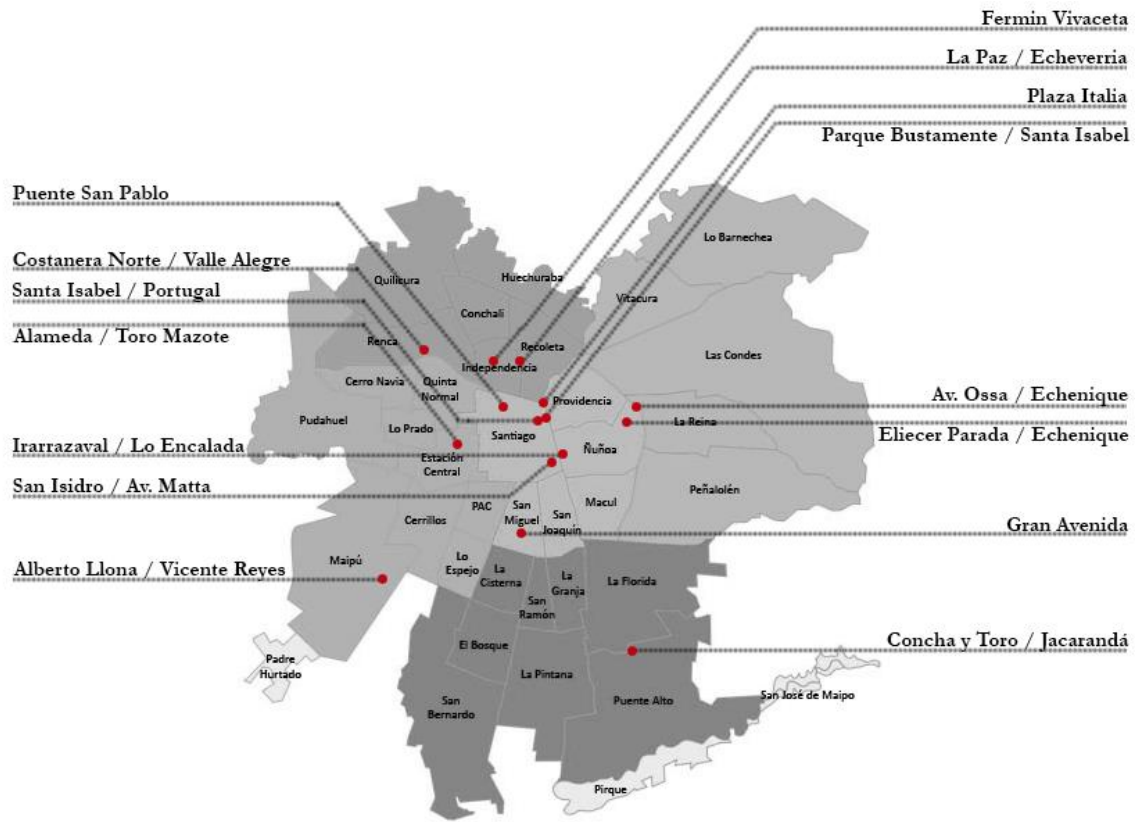 Fermin Vivaceta
La Paz / Echeverria
Plaza Italia
Parque Bustamente / Santa Isabel
Puente San Pablo
Costanera Norte / Valle Alegre
Santa Isabel / Portugal
Alameda / Toro Mazote
Irarrazaval / Lo Encalada
San Isidro / Av. Matta
Alberto Llona / Vicente Reyes
Av. Ossa / Echenique
Eliecer Parada / Echenique
Gran Avenida
Concha y Toro / Jacarandá
Lo Barnechea
Huechuraba
Quilicura
Vitacura
Conchalí
Renca
Recoleta
Las Condes
Independencia
Cerro Navia
Quinta
Normal
Providencia
Pudahuel
Lo Prado
Santiago
La Reina
Estación
Central
Ñuñoa
Peñalolén
PAC
San
Miguel
San
Joaquín
Macul
Cerrillos
Maipú
Lo
Espejo
La
Cisterna
La
Granja
La Florida
San
Ramón
El Bosque
Padre
Hurtado
La Pintana
San
Bernardo
Puente Alto
San José de Maipo
Pirque